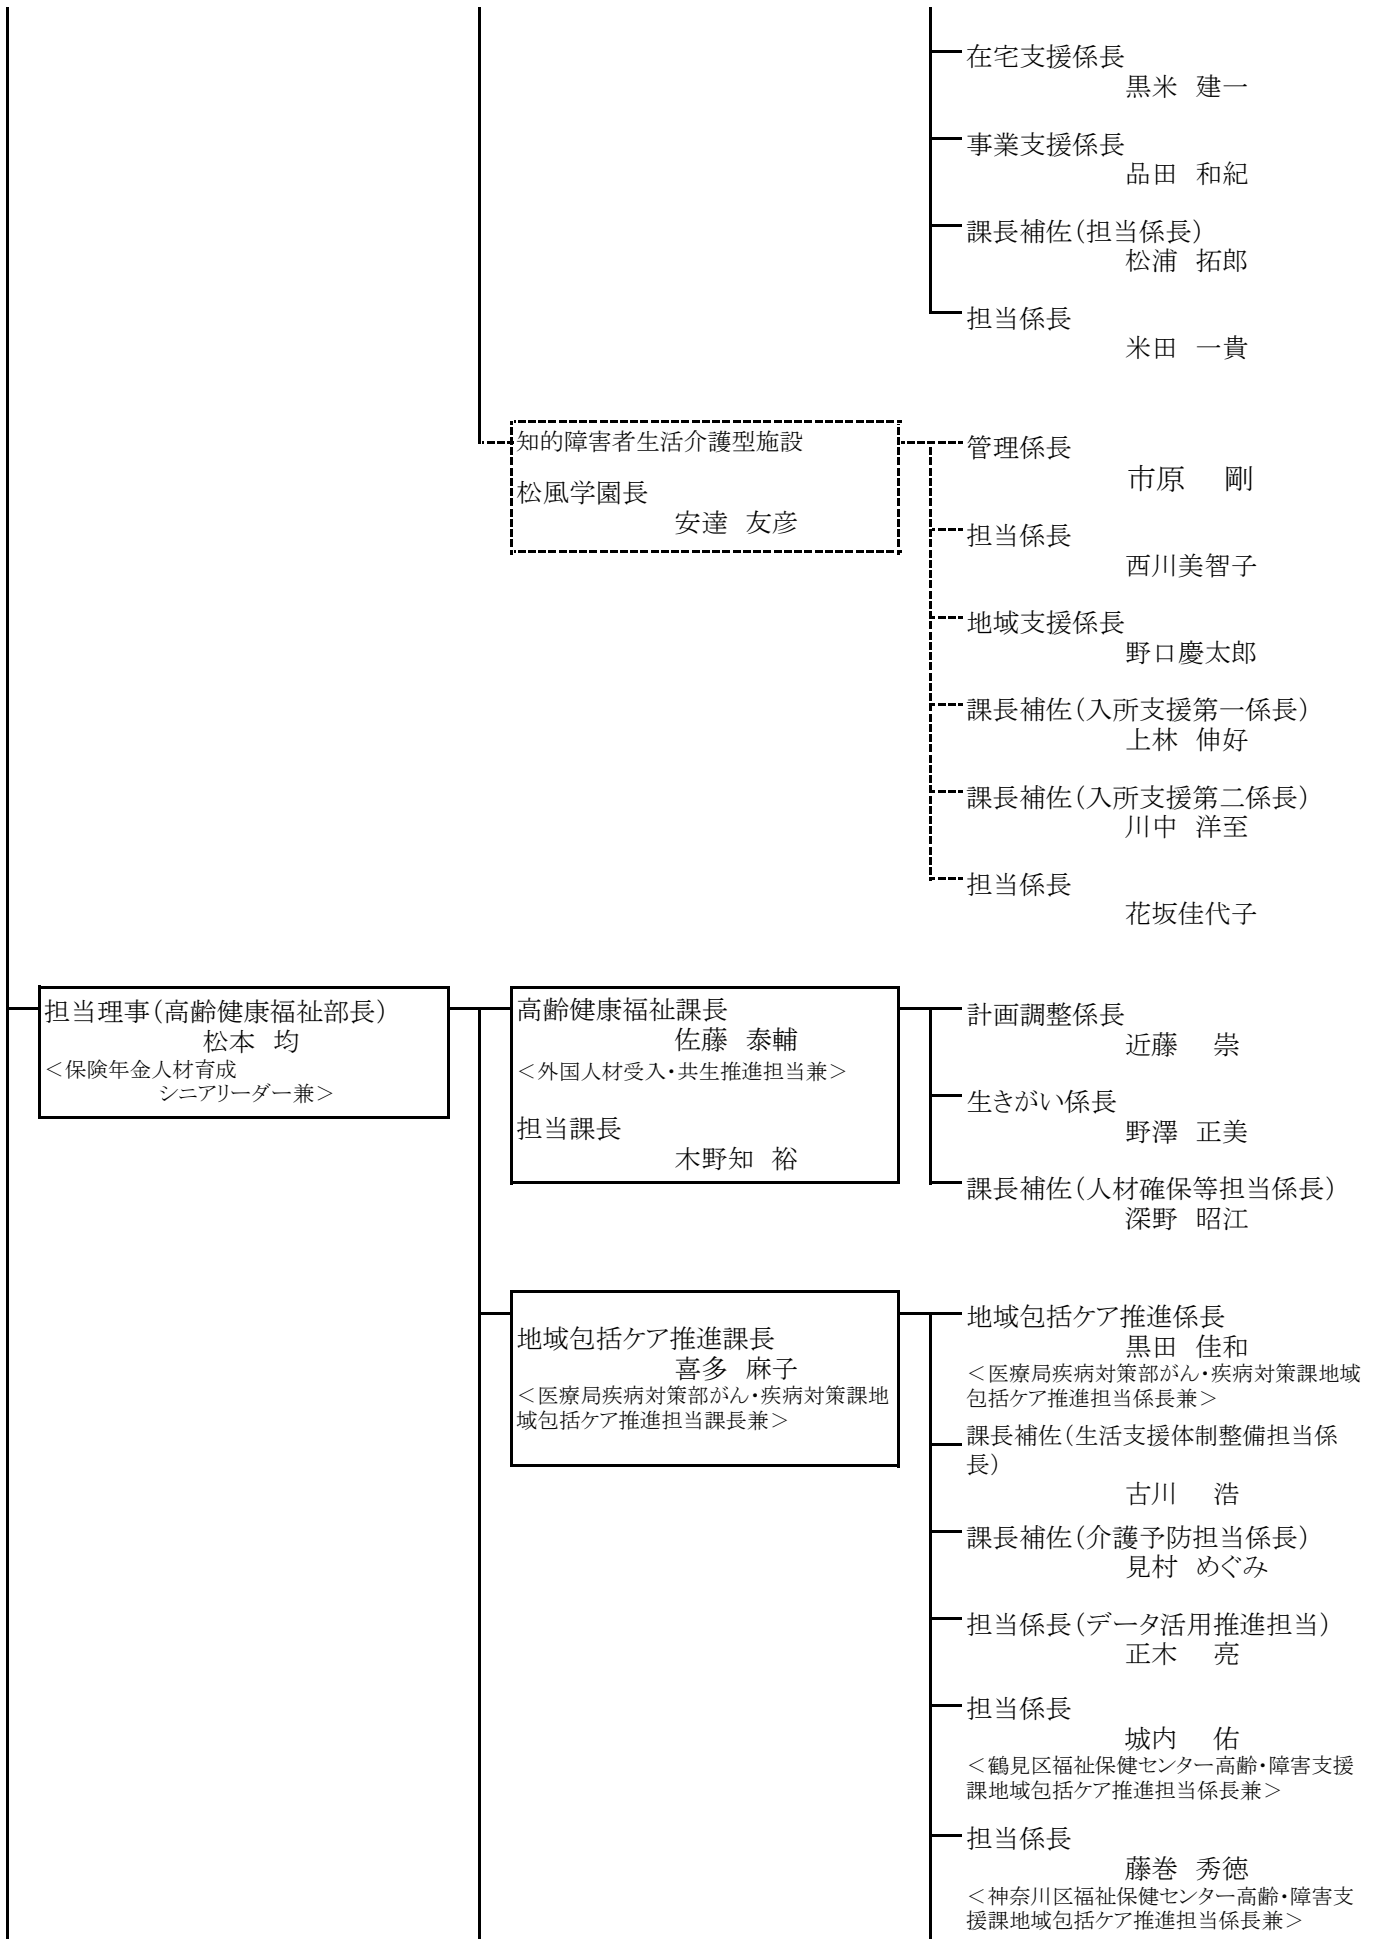 在宅支援係長
黒米 建一
事業支援係長
品田 和紀
課長補佐(担当係長)
松浦 拓郎
担当係長
米田 一貴
知的障害者生活介護型施設
松風学園長
安達 友彦
管理係長
市原 剛
担当係長
西川美智子
地域支援係長
野口慶太郎
課長補佐(入所支援第一係長)
上林 伸好
課長補佐(入所支援第二係長)
川中 洋至
担当係長
花坂佳代子
担当理事(高齢健康福祉部長)
松本 均
<保険年金人材育成
シニアリーダー兼>
高齢健康福祉課長
佐藤 泰輔
<外国人材受入・共生推進担当兼>
担当課長
木野知 裕
計画調整係長
近藤 崇
生きがい係長
野澤 正美
課長補佐(人材確保等担当係長)
深野 昭江
地域包括ケア推進課長
喜多 麻子
<医療局疾病対策部がん・疾病対策課地
域包括ケア推進担当課長兼>
地域包括ケア推進係長
黒田 佳和
<医療局疾病対策部がん・疾病対策課地域
包括ケア推進担当係長兼>
課長補佐(生活支援体制整備担当係
長)
古川 浩
課長補佐(介護予防担当係長)
見村 めぐみ
担当係長(データ活用推進担当)
正木 亮
担当係長
城内 佑
<鶴見区福祉保健センター高齢・障害支援
課地域包括ケア推進担当係長兼>
担当係長
藤巻 秀徳
<神奈川区福祉保健センター高齢・障害支
援課地域包括ケア推進担当係長兼>